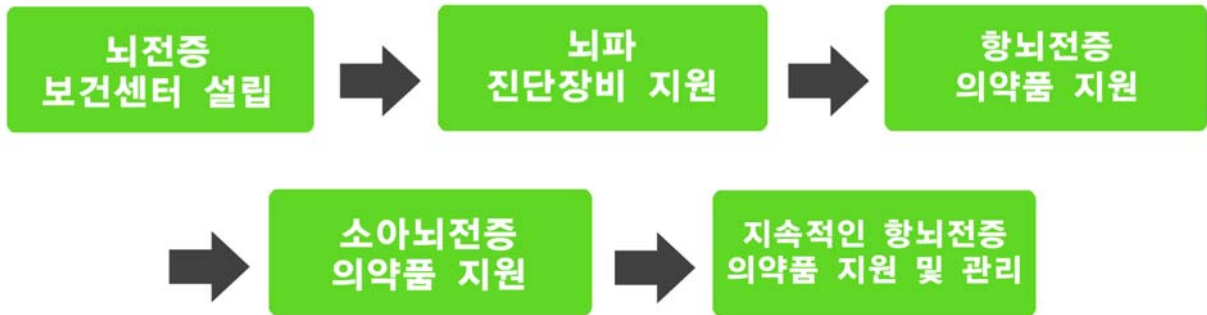 뇌전증
보건센터 설립
뇌파
진단장비 지원
항뇌전증
의약품 지원
소아뇌전증
의약품 지원
지속적인 항뇌전증
의약품 지원 및 관리